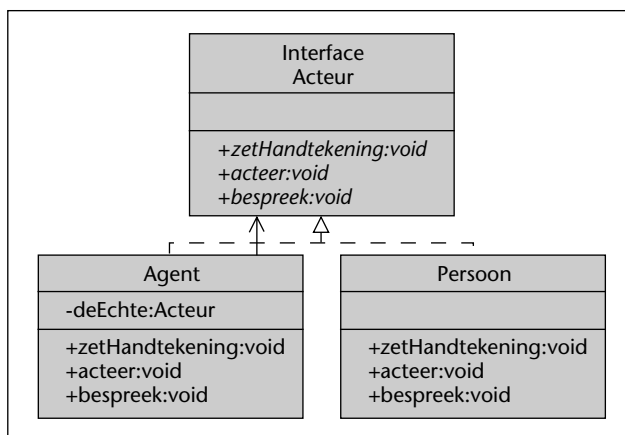 Interface
Acteur
+zetHandtekening:void
+acteer:void
+bespreek:void
Agent
-deEchte:Acteur
+zetHandtekening:void
+acteer:void
+bespreek:void
Persoon
+zetHandtekening:void
+acteer:void
+bespreek:void